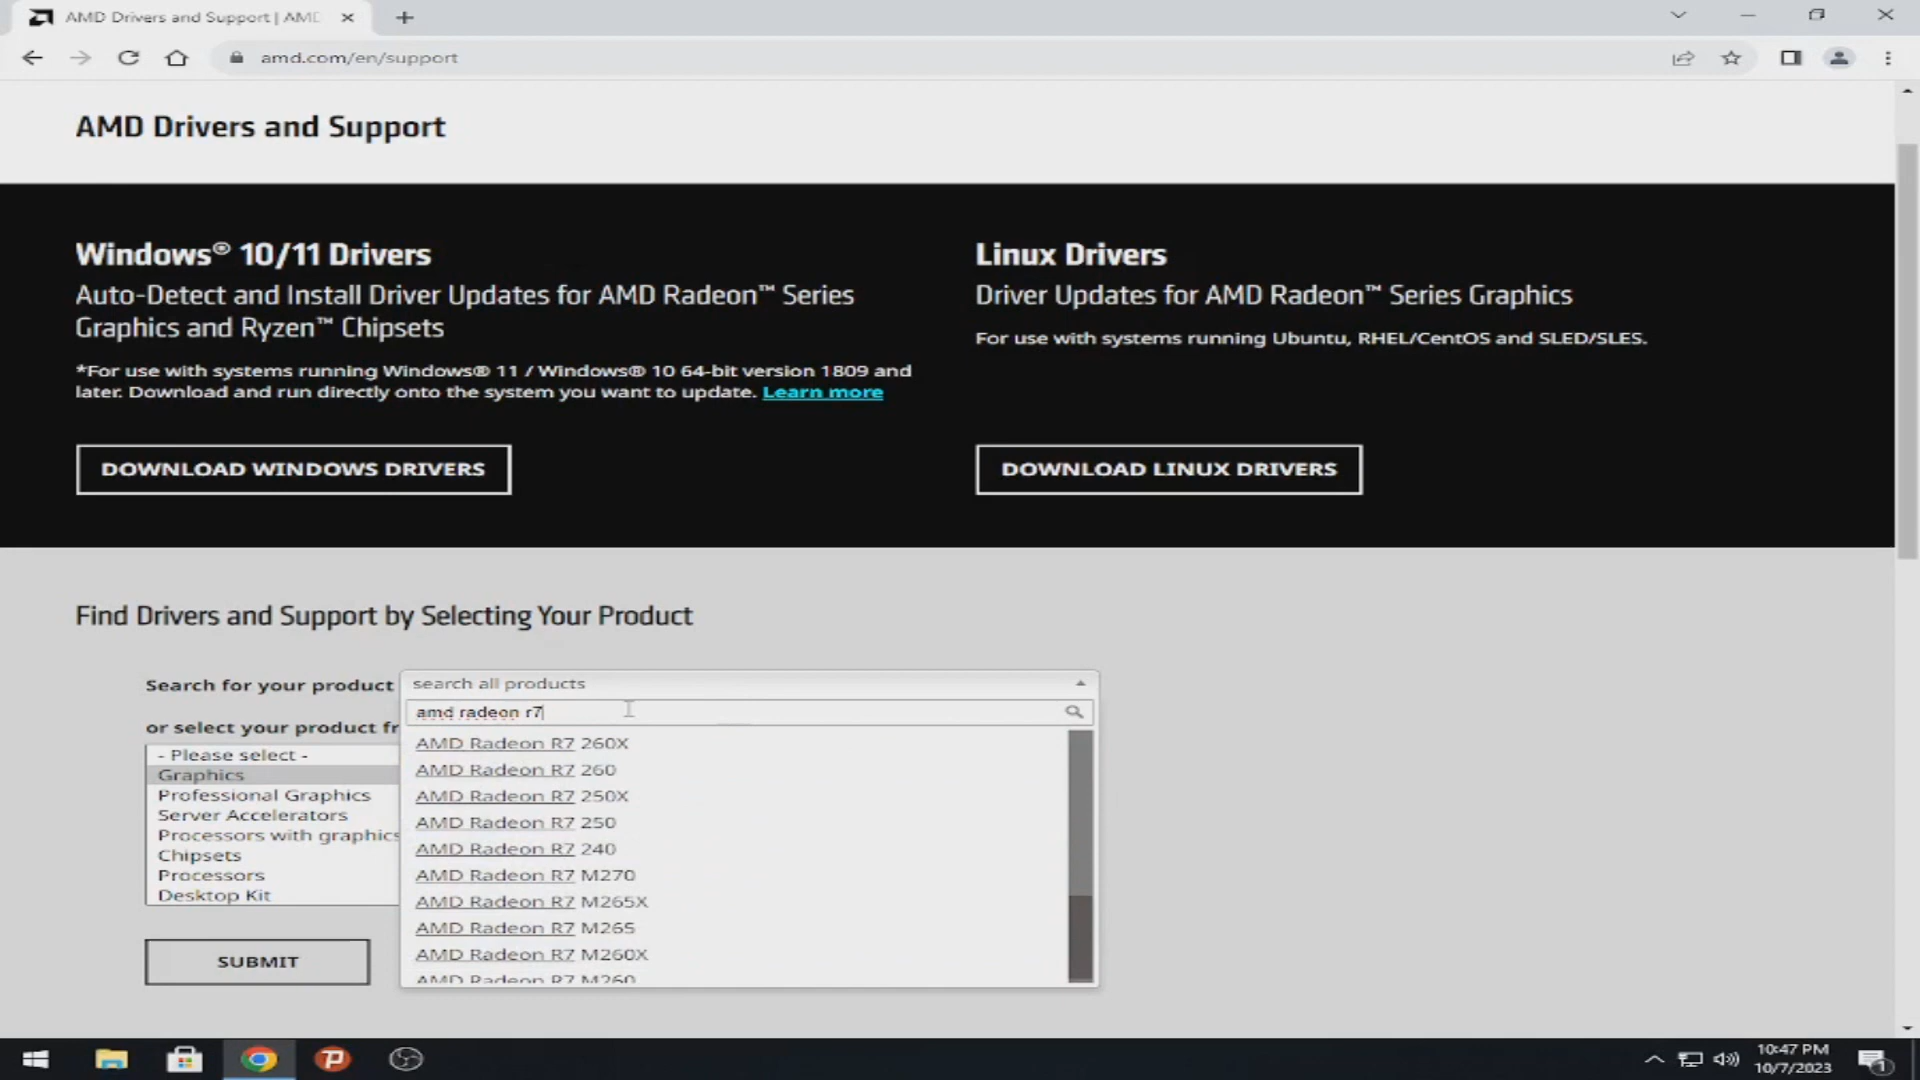 AMD Drivers and Support | AMD
amd.com/en/support
AMD Drivers and Support
Windows® 10/11 Drivers
Auto-Detect and Install Driver Updates for AMD Radeon™ Series
Graphics and Ryzen™ Chipsets
*For use with systems running Windows® 11 / Windows® 10 64-bit version 1809 and
later. Download and run directly onto the system you want to update. Learn more
DOWNLOAD WINDOWS DRIVERS
Linux Drivers
Driver Updates for AMD Radeon™ Series Graphics
For use with systems running Ubuntu, RHEL/CentOS and SLED/SLES.
DOWNLOAD LINUX DRIVERS
Find Drivers and Support by Selecting Your Product
Search for your product
search all products
amd radeon r7
or select your product fr
- Please select -
Graphics
Professional Graphics
Server Accelerators
Processors with graphics
Chipsets
Processors
Desktop Kit
AMD Radeon R7 260X
AMD Radeon R7 260
AMD Radeon R7 250X
AMD Radeon R7 250
AMD Radeon R7 240
AMD Radeon R7 M270
AMD Radeon R7 M265X
AMD Radeon R7 M265
AMD Radeon R7 M260X
AMD Radeon R7 M260
SUBMIT
10:47 PM
10/7/2023
1